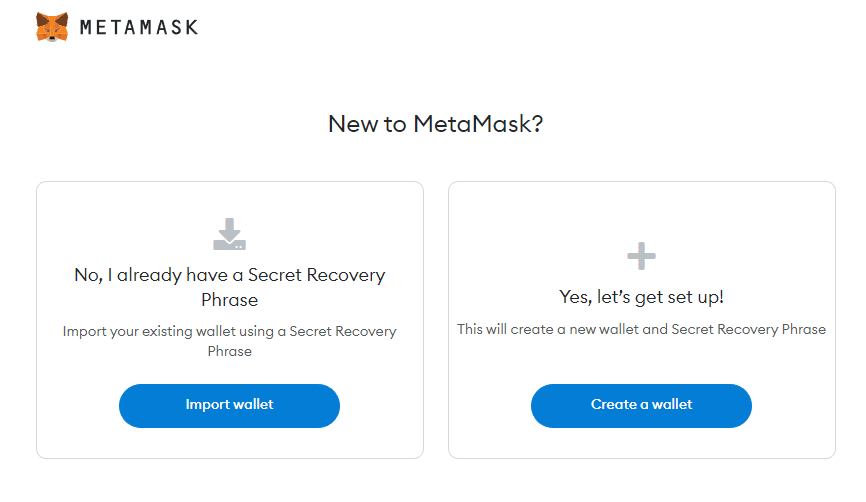 METAMASK
New to MetaMask?
No, I already have a Secret Recovery
Phrase
Import your existing wallet using a Secret Recovery
Phrase
Import wallet
Yes, let’s get set up!
This will create a new wallet and Secret Recovery Phrase
Create a wallet